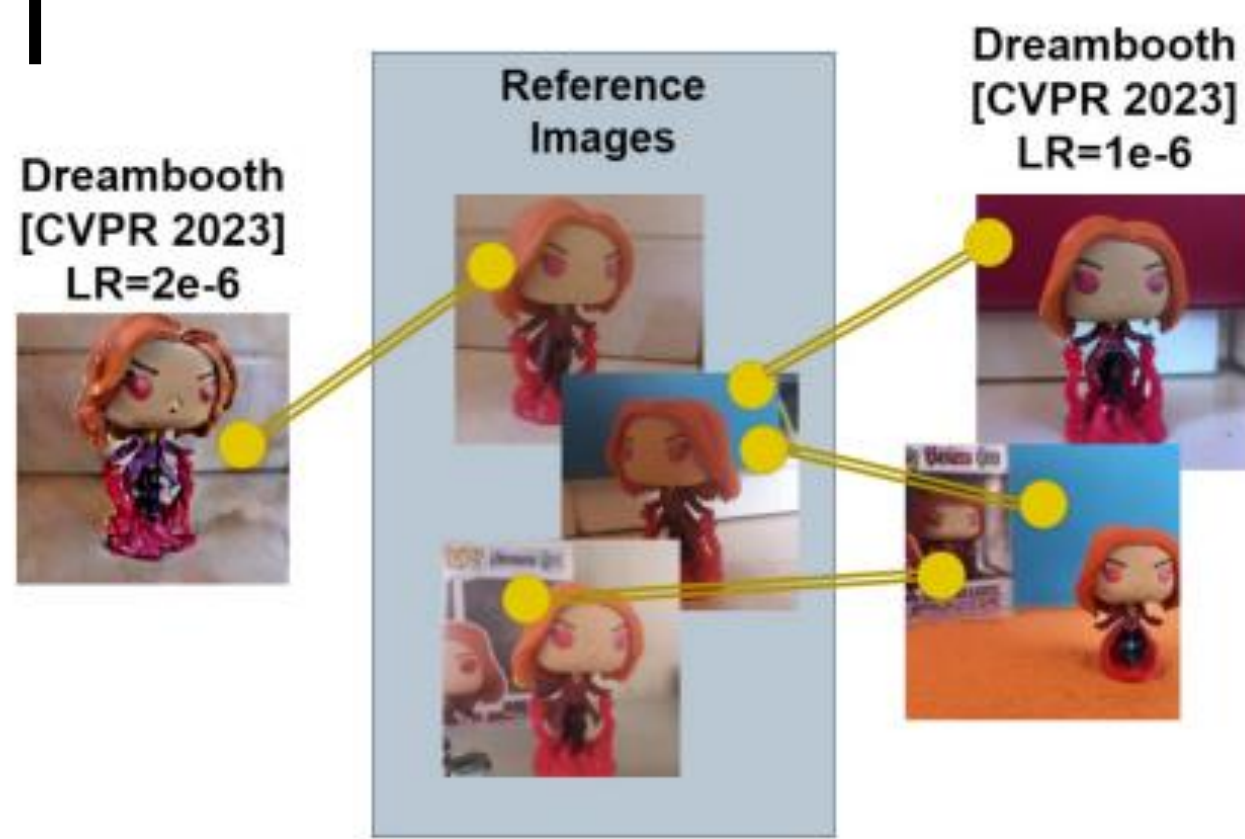 Dreambooth
[CVPR 2023]
LR=2e-6
Reference
Images
Dreambooth
[CVPR 2023]
LR=1e-6